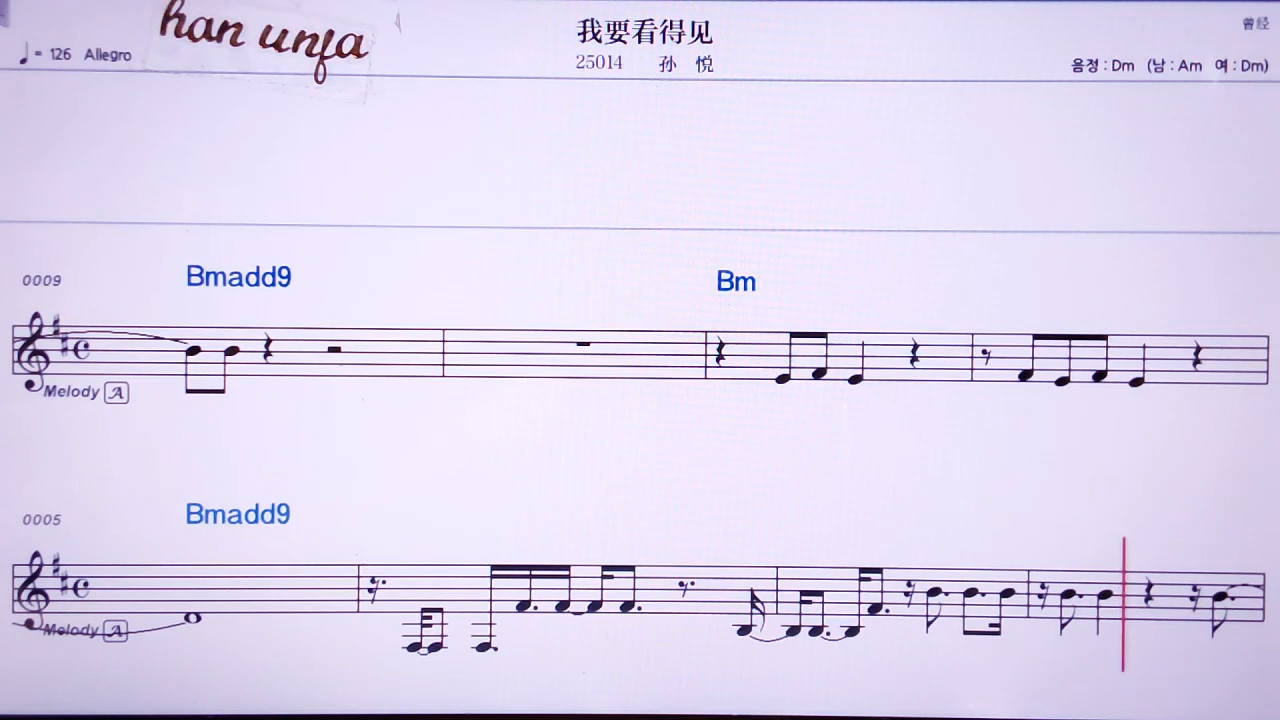 han unfa
我要看得见
曾经
♩= 126 Allegro
25014 孙 悦
음정 : Dm (남 : Am 여 : Dm)
0009
Bmadd9
Bm
Melody A
0005
Bmadd9
Melody A